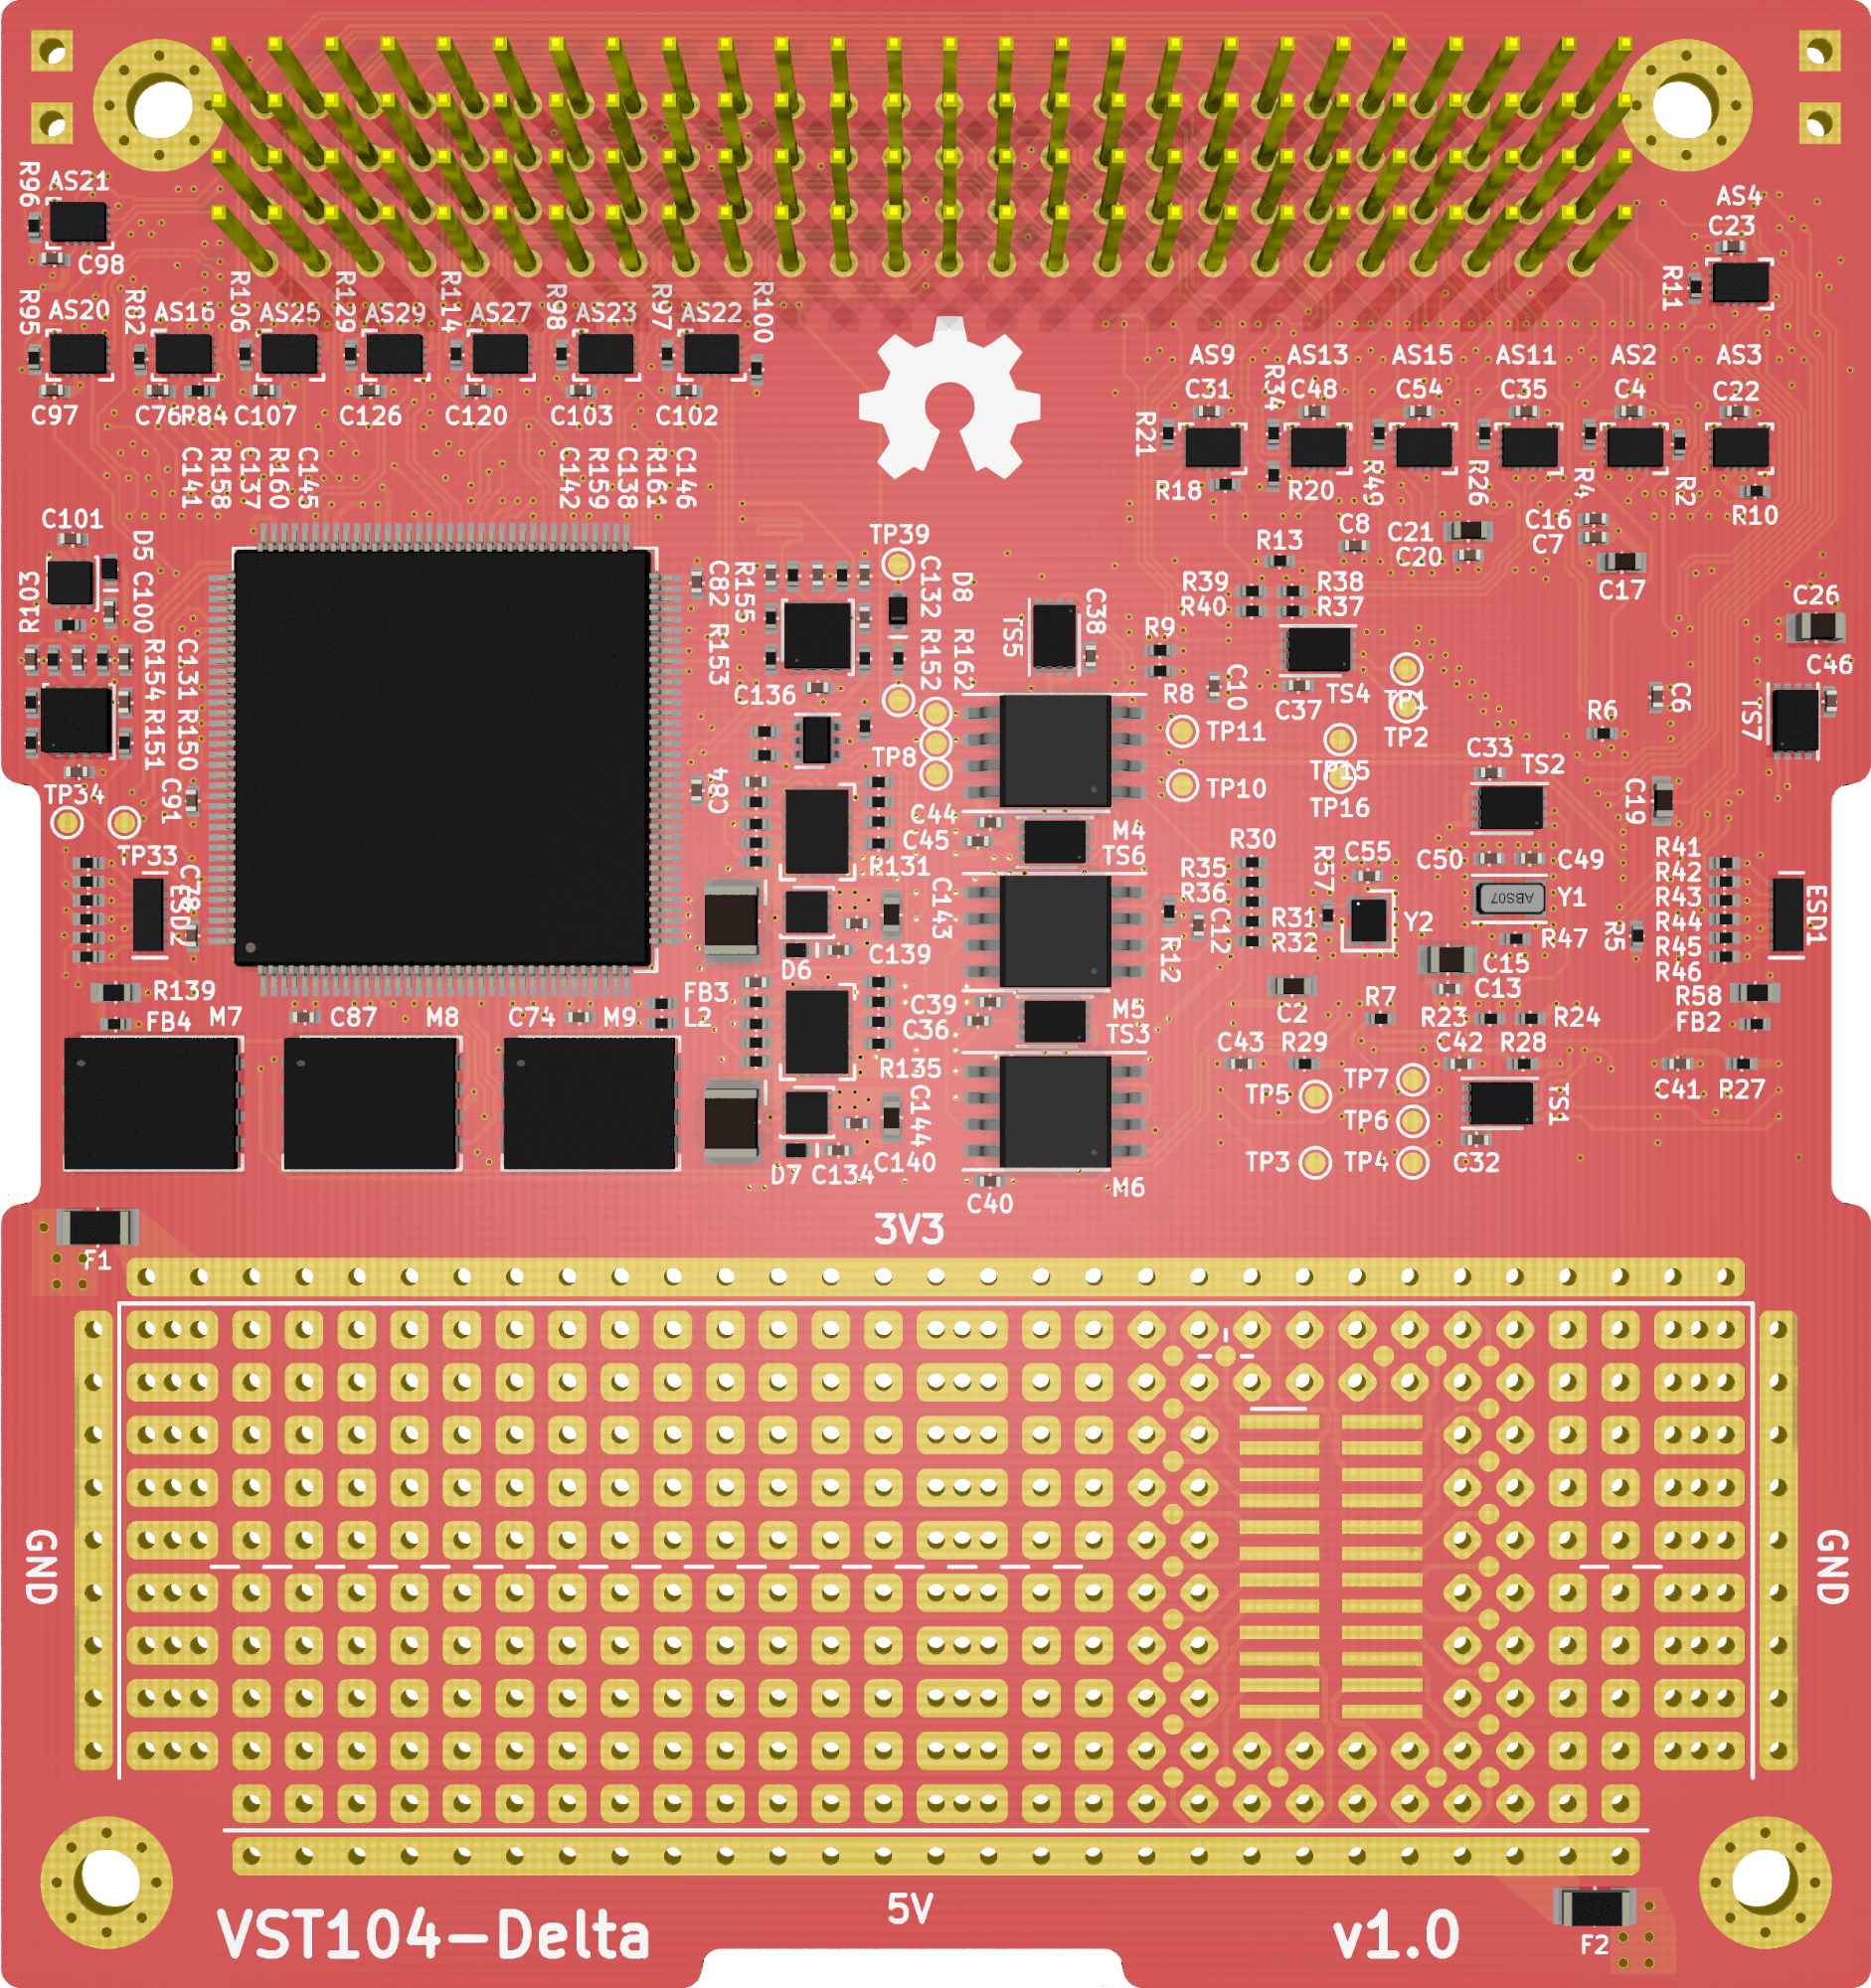 R96
AS21
C98
AS4
C23
R11
R95
AS20
R82
AS16
R106
AS25
R129
AS29
R114
AS27
R98
AS23
R97
AS22
R100
C97
C76
R84
C107
C126
C120
C103
C102
AS9
AS13
AS15
AS11
AS2
AS3
C31
R34
C48
C54
C35
C4
C22
R21
R18
R20
R49
R26
R4
R2
R10
C141
R158
C137
R160
C145
C142
R159
C138
R161
C146
C101
D5
C100
R103
TP39
C82
R155
R153
C132
D8
R152
R162
C136
TS5
C38
R9
R8
C10
C8
C21
C20
C16
C7
C17
R13
R39
R38
R40
R37
TS4
C37
C26
C46
TS7
C6
R6
R154
C131
R151
R150
C91
TP34
TP33
C78
ESD2
TP8
TP11
TP10
TP1
TP2
TP15
TP16
C33
TS2
C19
C84
C44
C45
M4
TS6
R131
C143
R30
R35
R36
R31
R32
R12
C12
R57
C55
Y2
C50
C49
ABS07
Y1
R47
R5
R41
R42
R43
R44
R45
R46
ESD1
C139
D6
C15
C13
C2
R7
R23
R24
R58
FB2
R139
FB4
M7
C87
M8
C74
M9
FB3
L2
C39
C36
M5
TS3
R135
C43
R29
C42
R28
C41
R27
TP5
TP7
TP6
TP3
TP4
TS1
C32
C144
D7
C134
C140
C40
M6
F1
3V3
GND
GND
5V
VST104-Delta
v1.0
F2